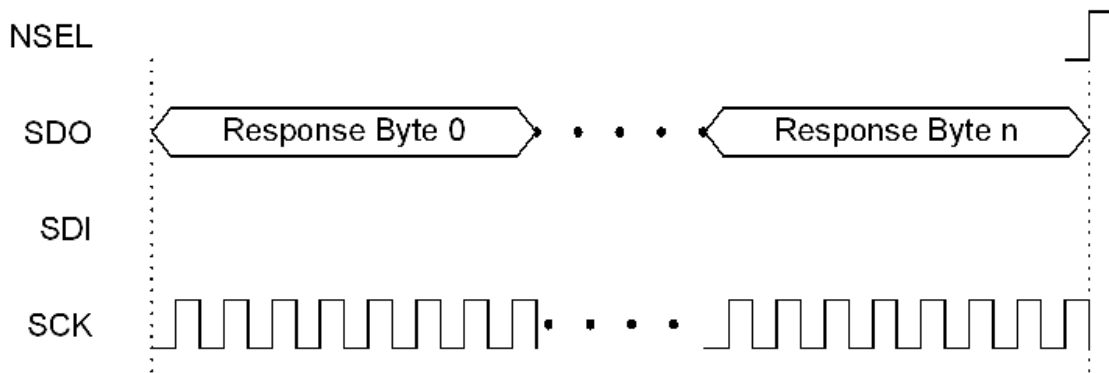 NSEL
SDO Response Byte 0 Response Byte n
SDI
SCK